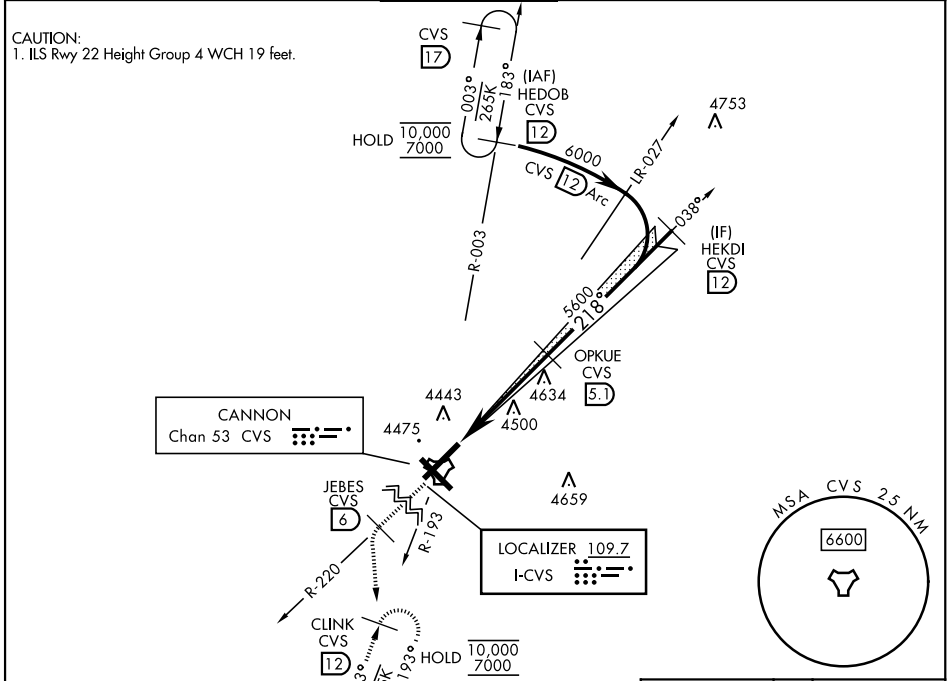 CAUTION:
1. ILS Rwy 22 Height Group 4 WCH 19 feet.
CVS
17
003°
265K
183°
(IAF)
HEDOB
CVS
12
HOLD 10,000
7000
6000
CVS 12 Arc
LR-027
4753
038°
(IF)
HEKDI
CVS
12
R-003
5600
218°
OPKUE
CVS
5.1
4634
4500
4443
4475
CANNON
Chan 53 CVS
4659
JEBES
CVS
6
R-193
R-220
LOCALIZER 109.7
I-CVS
MSA CVS 25 NM
6600
CLINK
CVS
12
193°
HOLD 10,000
7000